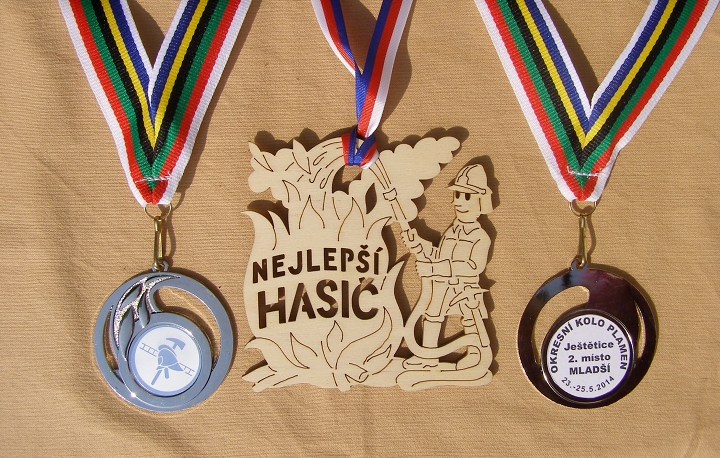 NEJLEPŠÍ
HASIČ
OKRESNÍ KOLO PLAMEN
Ještětice
2. místo
MLADŠÍ
23.-25.5.2014